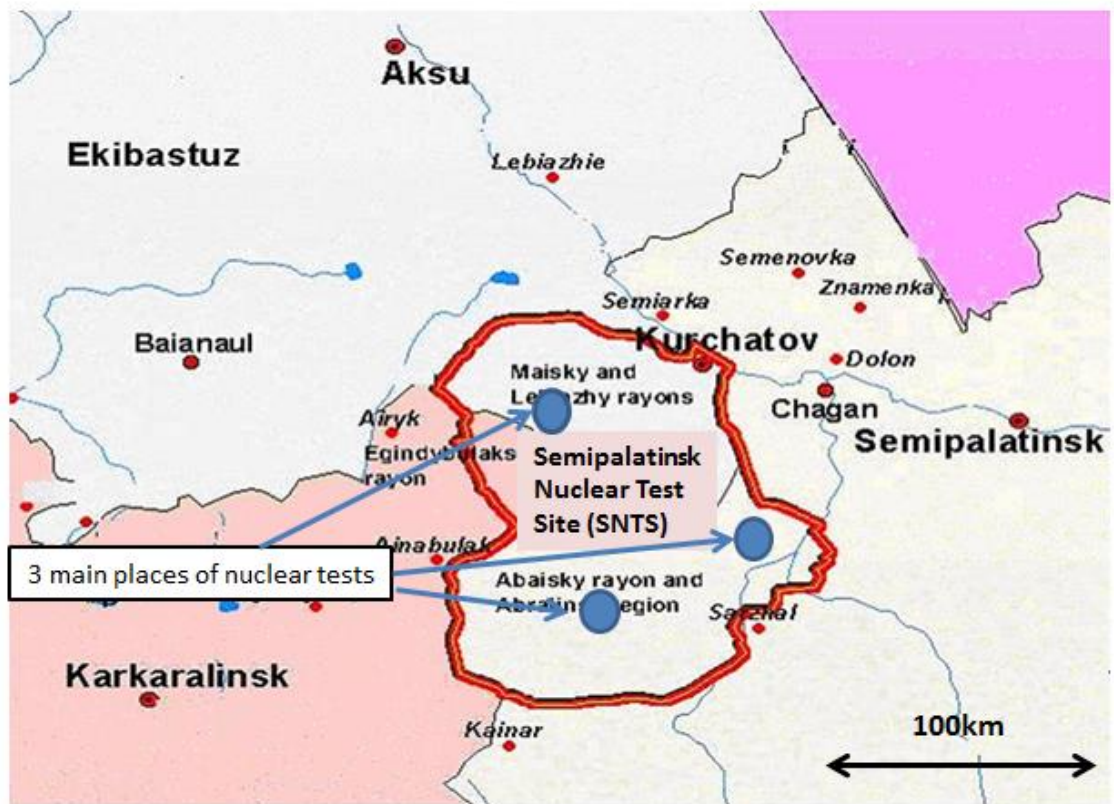 Aksu
Ekibastuz
Lebiazhie
Semenovka
Znamenka
Semiarka
Kurchatov
Baianaul
Dolon
Maisky and
rayons
Chagan
Airyk
Semipalatinsk
Egindybulaks
rayon
Semipalatinsk
Nuclear Test
Site (SNTS)
Ainabulak
3 main places of nuclear tests
Abaisky rayon and
Sarzhal
Karkaralinsk
Kainar
100km